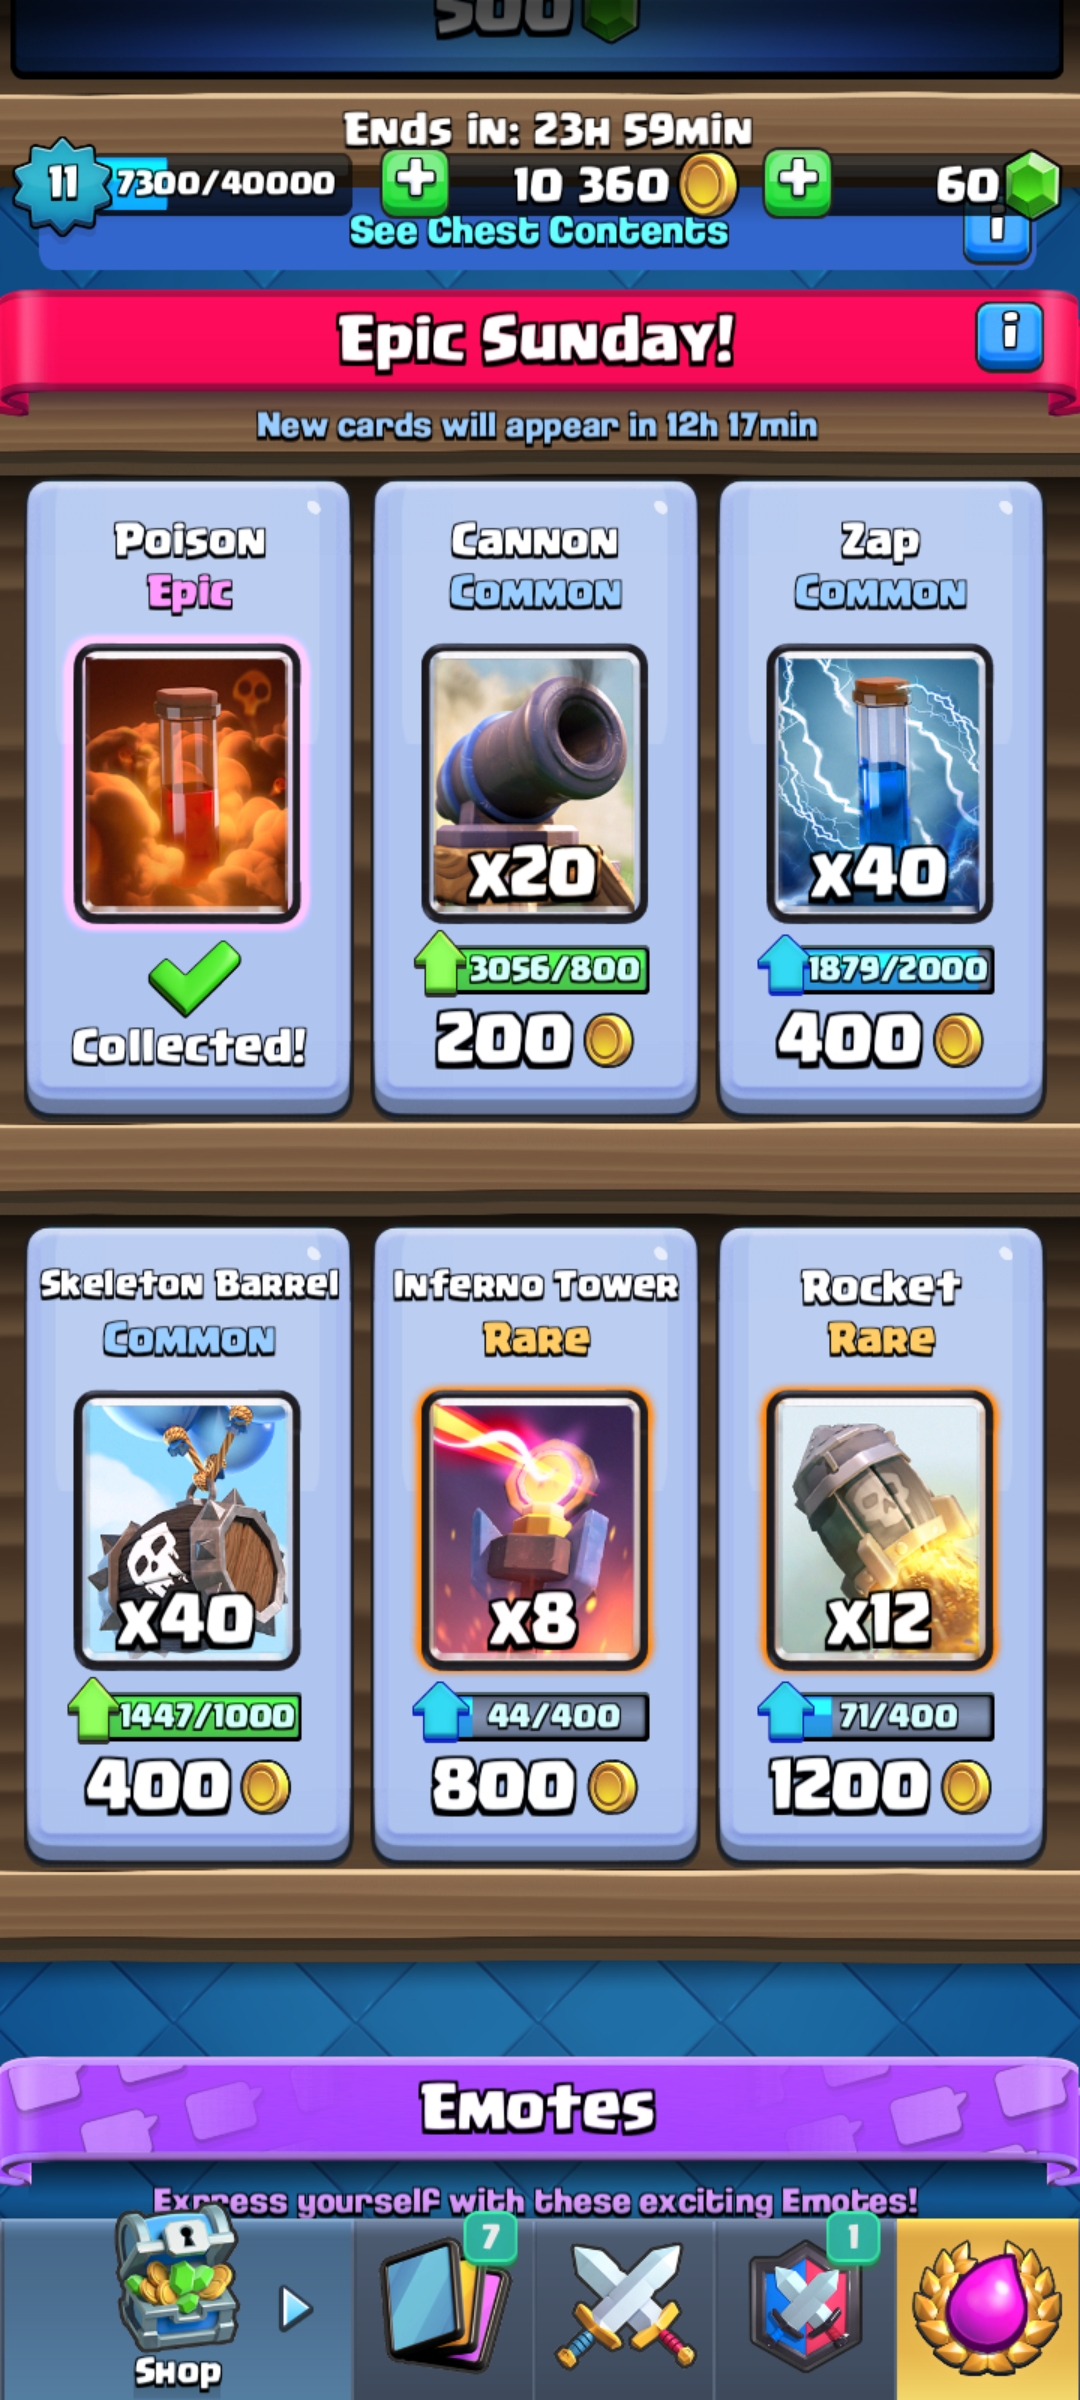 500
Ends in: 23h 59min
11 7300/40000 10 360 60
See Chest Contents
Epic Sunday!
New cards will appear in 12h 17min
Poison
Epic
Collected!
Cannon
Common
x20
3056/800
200
Zap
Common
x40
1879/2000
400
Skeleton Barrel
Common
x40
1447/1000
400
Inferno Tower
Rare
x8
44/400
800
Rocket
Rare
x12
71/400
1200
Emotes
Express yourself with these exciting Emotes!
7
1
Shop